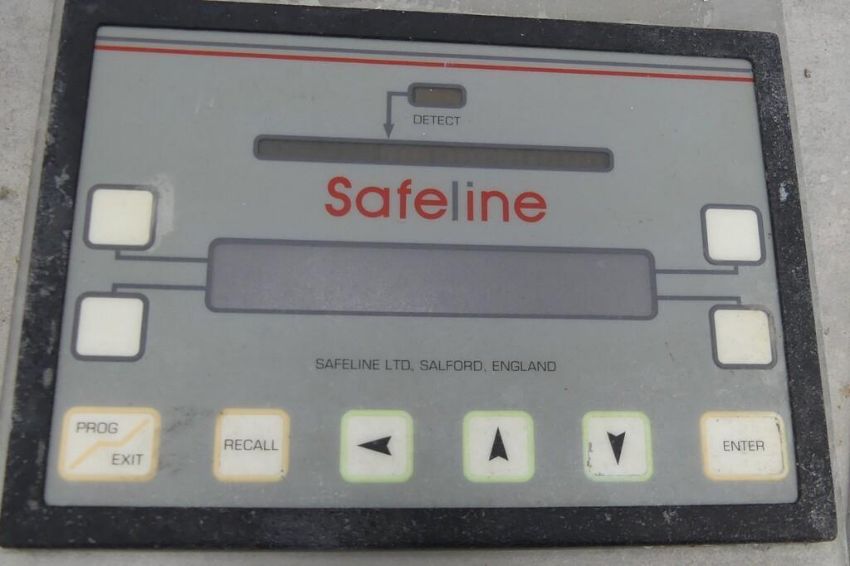 DETECT
Safeline
SAFELINE LTD, SALFORD, ENGLAND
PROG
EXIT
RECALL
ENTER